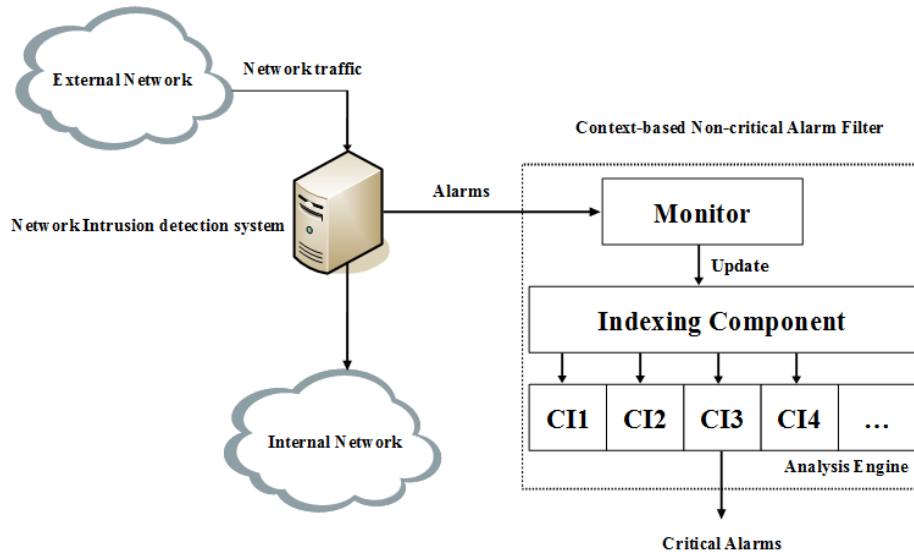 External Network
Network traffic
Context-based Non-critical Alarm Filter
Alarms
Monitor
Network Intrusion detection system
Update
Indexing Component
CI1 CI2 CI3 CI4 ...
Internal Network
Analysis Engine
Critical Alarms